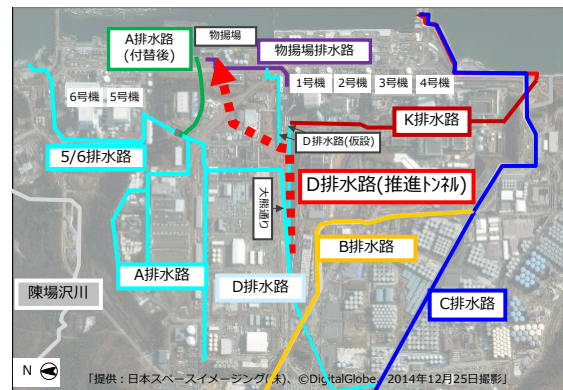 A排水路
(付替後)
物揚場
物揚場排水路
1号機
2号機
3号機
4号機
6号機
5号機
K排水路
D排水路(仮設)
5/6排水路
D排水路(推進トンネル)
大熊通り
B排水路
A排水路
D排水路
C排水路
陳場沢川
N
「提供:日本スペースイメージング(株)、©DigitalGlobe 2014年12月25日撮影」